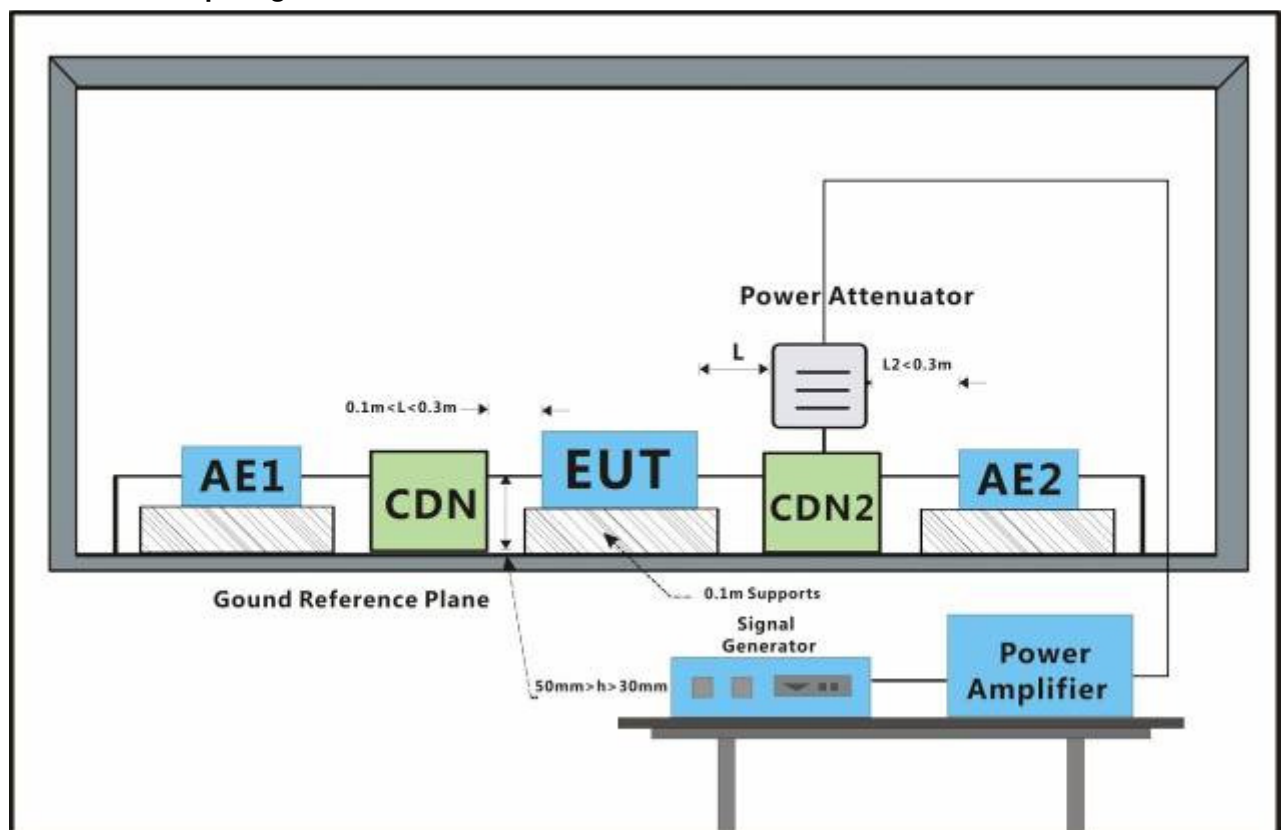 Power Attenuator
L
L2<0.3m
0.1m<L<0.3m
AE1
CDN
EUT
CDN2
AE2
Gound Reference Plane
0.1m Supports
Signal
Generator
50mm>h>30mm
Power
Amplifier